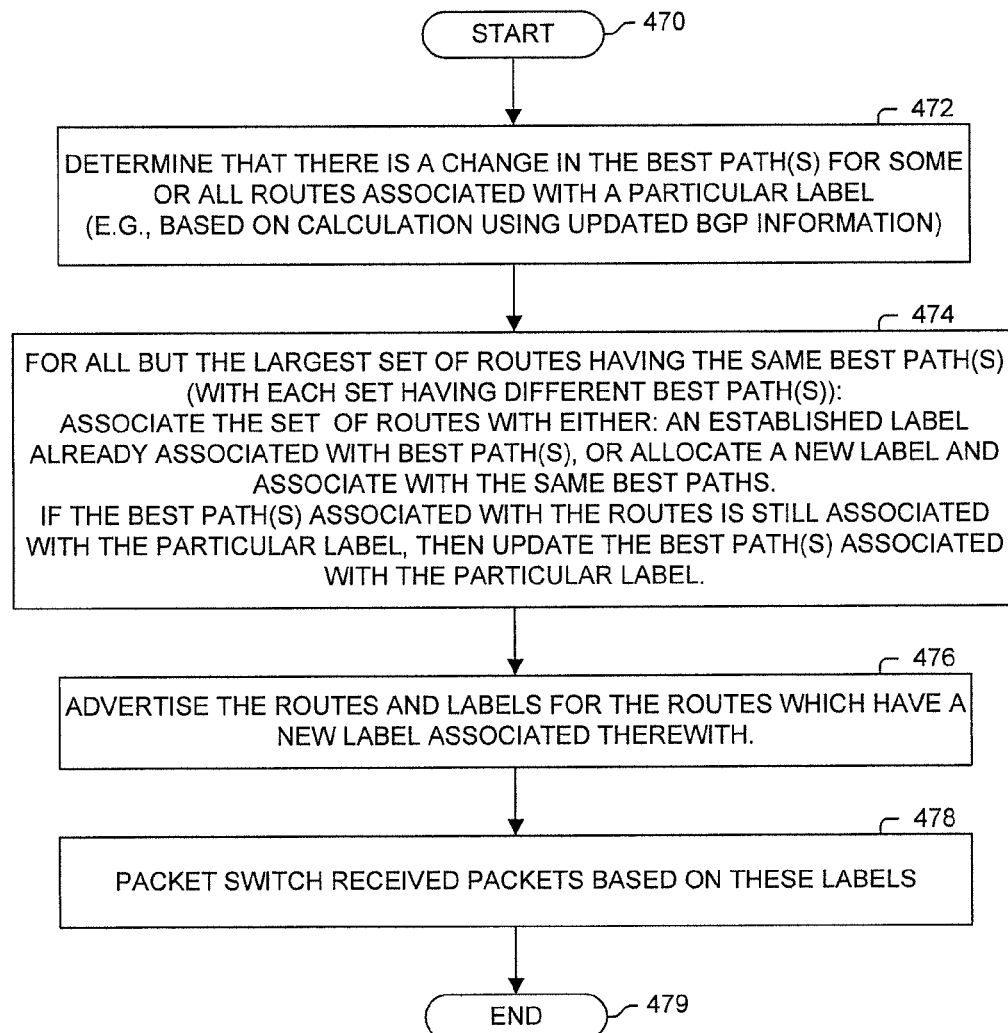 START
470
472
DETERMINE THAT THERE IS A CHANGE IN THE BEST PATH(S) FOR SOME
OR ALL ROUTES ASSOCIATED WITH A PARTICULAR LABEL
(E.G., BASED ON CALCULATION USING UPDATED BGP INFORMATION)
474
FOR ALL BUT THE LARGEST SET OF ROUTES HAVING THE SAME BEST PATH(S)
(WITH EACH SET HAVING DIFFERENT BEST PATH(S)):
ASSOCIATE THE SET OF ROUTES WITH EITHER: AN ESTABLISHED LABEL
ALREADY ASSOCIATED WITH BEST PATH(S), OR ALLOCATE A NEW LABEL AND
ASSOCIATE WITH THE SAME BEST PATHS.
IF THE BEST PATH(S) ASSOCIATED WITH THE ROUTES IS STILL ASSOCIATED
WITH THE PARTICULAR LABEL, THEN UPDATE THE BEST PATH(S) ASSOCIATED
WITH THE PARTICULAR LABEL.
476
ADVERTISE THE ROUTES AND LABELS FOR THE ROUTES WHICH HAVE A
NEW LABEL ASSOCIATED THEREWITH.
478
PACKET SWITCH RECEIVED PACKETS BASED ON THESE LABELS
END
479